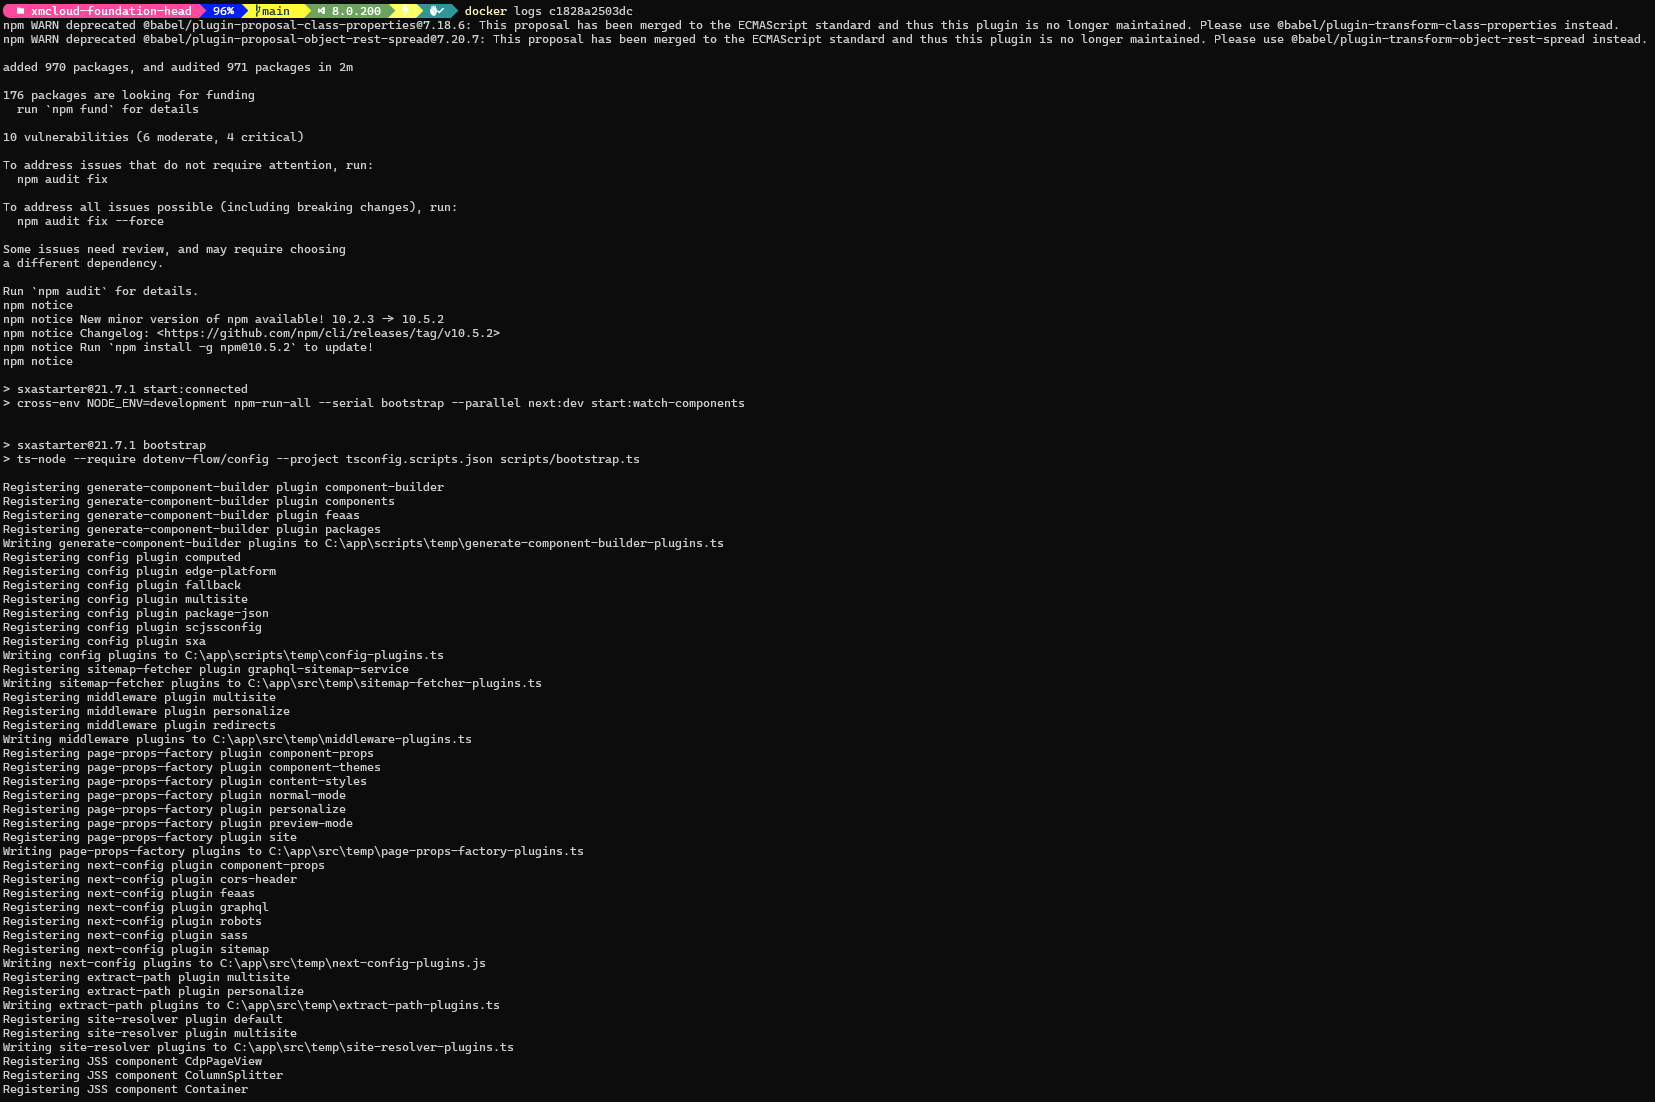 xmcloud-foundation-head 96% main 8.0.200 docker logs c1828a2503dc
npm WARN deprecated @babel/plugin-proposal-class-properties@7.18.6: This proposal has been merged to the ECMAScript standard and thus this plugin is no longer maintained. Please use @babel/plugin-transform-class-properties instead.
npm WARN deprecated @babel/plugin-proposal-object-rest-spread@7.20.7: This proposal has been merged to the ECMAScript standard and thus this plugin is no longer maintained. Please use @babel/plugin-transform-object-rest-spread instead.
added 970 packages, and audited 971 packages in 2m
176 packages are looking for funding
run `npm fund` for details
10 vulnerabilities (6 moderate, 4 critical)
To address issues that do not require attention, run:
npm audit fix
To address all issues possible (including breaking changes), run:
npm audit fix --force
Some issues need review, and may require choosing
a different dependency.
Run `npm audit` for details.
npm notice
npm notice New minor version of npm available! 10.2.3 -> 10.5.2
npm notice Changelog: <https://github.com/npm/cli/releases/tag/v10.5.2>
npm notice Run `npm install -g npm@10.5.2` to update!
npm notice
> sxastarter@21.7.1 start:connected
> cross-env NODE_ENV=development npm-run-all --serial bootstrap --parallel next:dev start:watch-components
> sxastarter@21.7.1 bootstrap
> ts-node --require dotenv-flow/config --project tsconfig.scripts.json scripts/bootstrap.ts
Registering generate-component-builder plugin component-builder
Registering generate-component-builder plugin components
Registering generate-component-builder plugin feaas
Registering generate-component-builder plugin packages
Writing generate-component-builder plugins to C:\app\scripts\temp\generate-component-builder-plugins.ts
Registering config plugin computed
Registering config plugin edge-platform
Registering config plugin fallback
Registering config plugin multisite
Registering config plugin package-json
Registering config plugin scjssconfig
Registering config plugin sxa
Writing config plugins to C:\app\scripts\temp\config-plugins.ts
Registering sitemap-fetcher plugin graphql-sitemap-service
Writing sitemap-fetcher plugins to C:\app\src\temp\sitemap-fetcher-plugins.ts
Registering middleware plugin multisite
Registering middleware plugin personalize
Registering middleware plugin redirects
Writing middleware plugins to C:\app\src\temp\middleware-plugins.ts
Registering page-props-factory plugin component-props
Registering page-props-factory plugin component-themes
Registering page-props-factory plugin content-styles
Registering page-props-factory plugin normal-mode
Registering page-props-factory plugin personalize
Registering page-props-factory plugin preview-mode
Registering page-props-factory plugin site
Writing page-props-factory plugins to C:\app\src\temp\page-props-factory-plugins.ts
Registering next-config plugin component-props
Registering next-config plugin cors-header
Registering next-config plugin feaas
Registering next-config plugin graphql
Registering next-config plugin robots
Registering next-config plugin sass
Registering next-config plugin sitemap
Writing next-config plugins to C:\app\src\temp\next-config-plugins.js
Registering extract-path plugin multisite
Registering extract-path plugin personalize
Writing extract-path plugins to C:\app\src\temp\extract-path-plugins.ts
Registering site-resolver plugin default
Registering site-resolver plugin multisite
Writing site-resolver plugins to C:\app\src\temp\site-resolver-plugins.ts
Registering JSS component CdpPageView
Registering JSS component ColumnSplitter
Registering JSS component Container